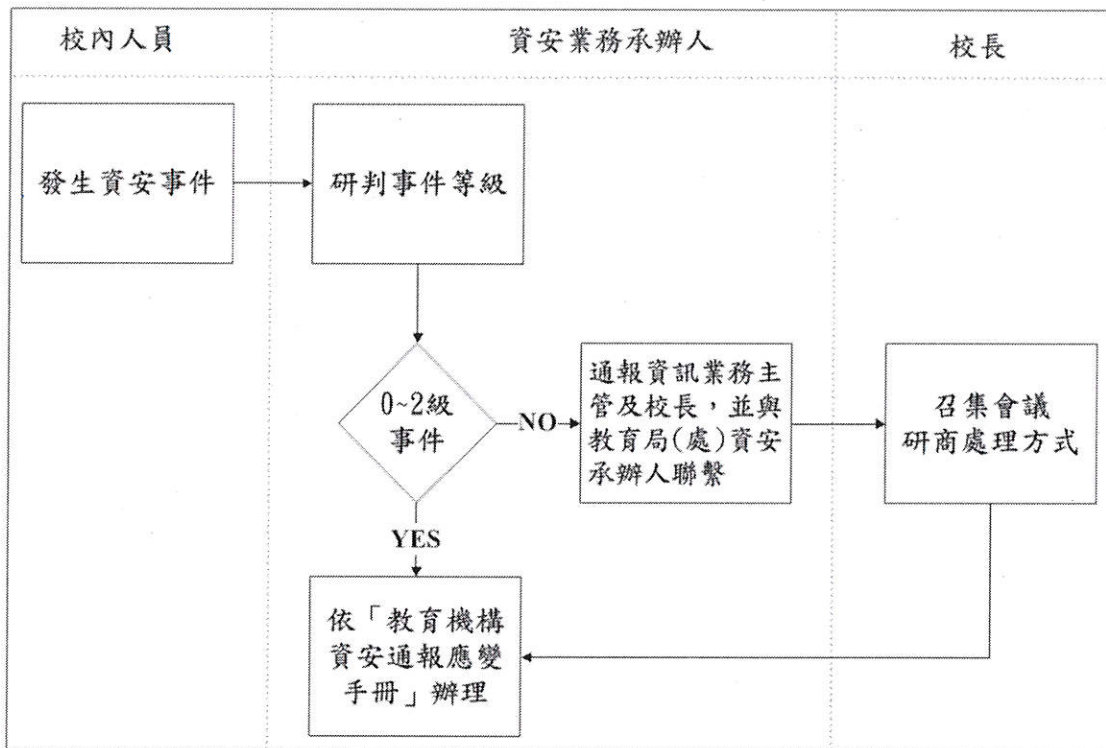 校內人員
資安業務承辦人
校長
發生資安事件
研判事件等級
0~2級
事件
NO
通報資訊業務主
管及校長，並與
教育局(處)資安
承辦人聯繫
召集會議
研商處理方式
YES
依「教育機構
資安通報應變
手冊」辦理